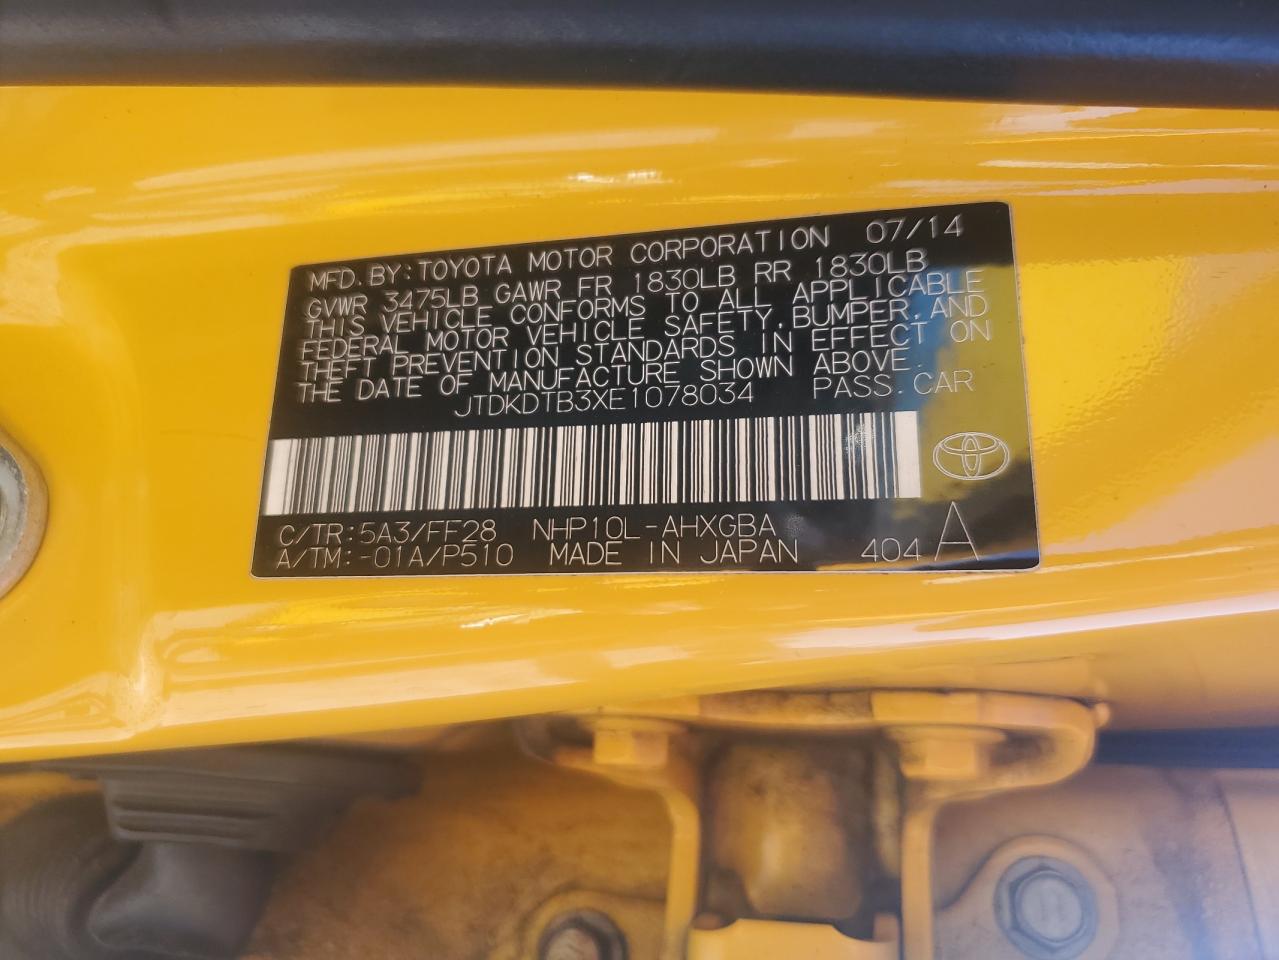 MFD.BY:TOYOTA MOTOR CORPORATION 07/14
GVWR 3475LB GAWR FR 1830LB RR 1830LB
THIS VEHICLE CONFORMS TO ALL APPLICABLE
FEDERAL MOTOR VEHICLE SAFETY,BUMPER,AND
THEFT PREVENTION STANDARDS IN EFFECT ON
THE DATE OF MANUFACTURE SHOWN ABOVE.
JTDKDTB3XE1078034 PASS.CAR
C/TR:5A3/FF28 NHP10L-AHXGBA
A/TM:-01A/P510 MADE IN JAPAN 404 A